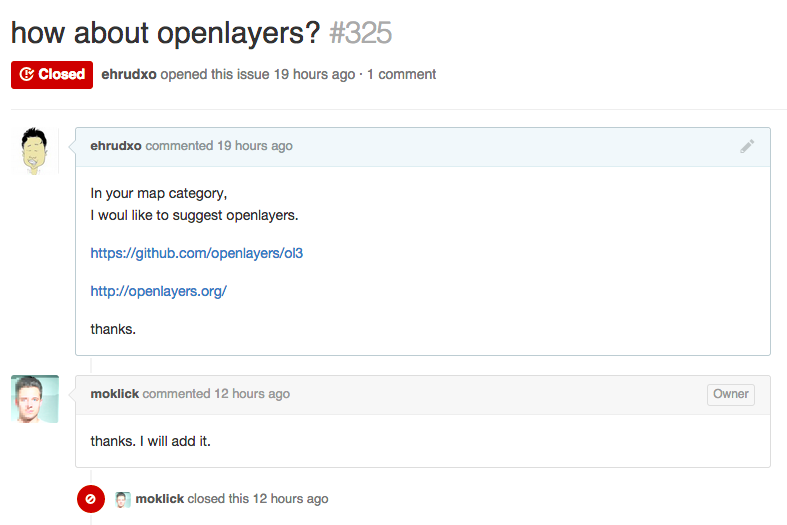 how about openlayers? #325
Closed ehrudxo opened this issue 19 hours ago · 1 comment
ehrudxo commented 19 hours ago
In your map category,
I woul like to suggest openlayers.
https://github.com/openlayers/ol3
http://openlayers.org/
thanks.
moklick commented 12 hours ago Owner
thanks. I will add it.
moklick closed this 12 hours ago